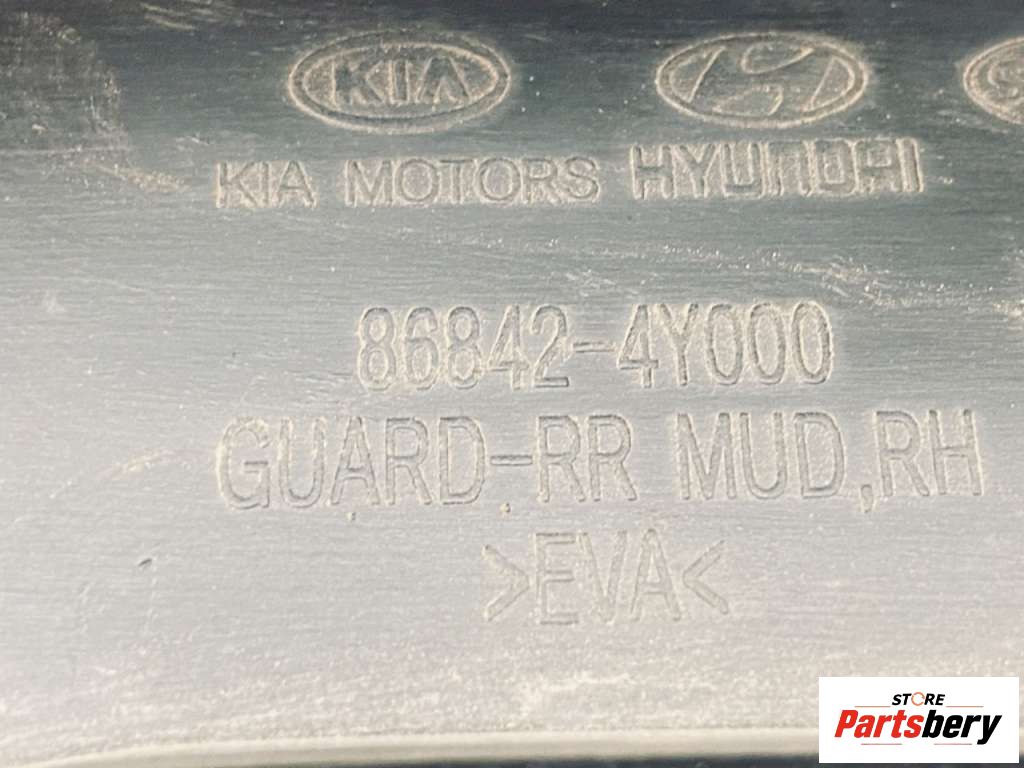 KIA
KIA MOTORS HYUNDAI
86842-4Y000
GUARD-RR MUD,RH
>EVA<
STORE
Partsbery